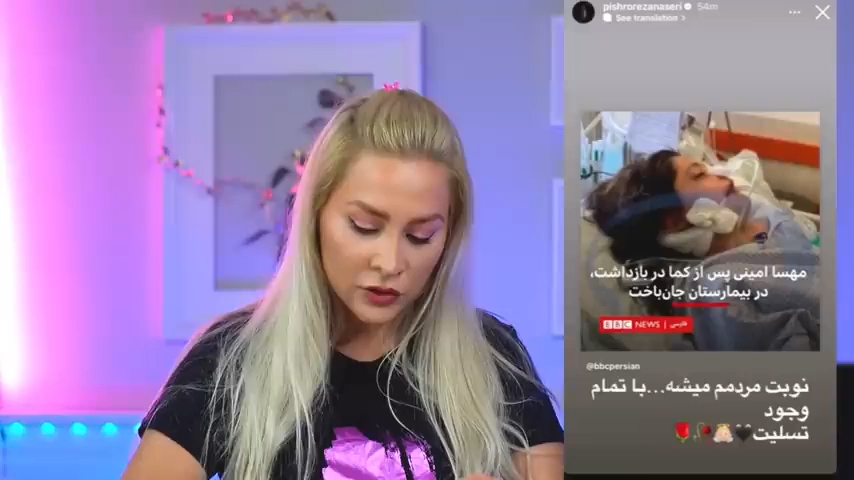 pishrorezanaseri 54m
See translation >
مهسا امینی پس از کما در بازداشت،
در بیمارستان جان‌باخت
BBC NEWS | فارسی
@bbcpersian
نوبت مردمم میشه...با تمام
وجود
تسلیت